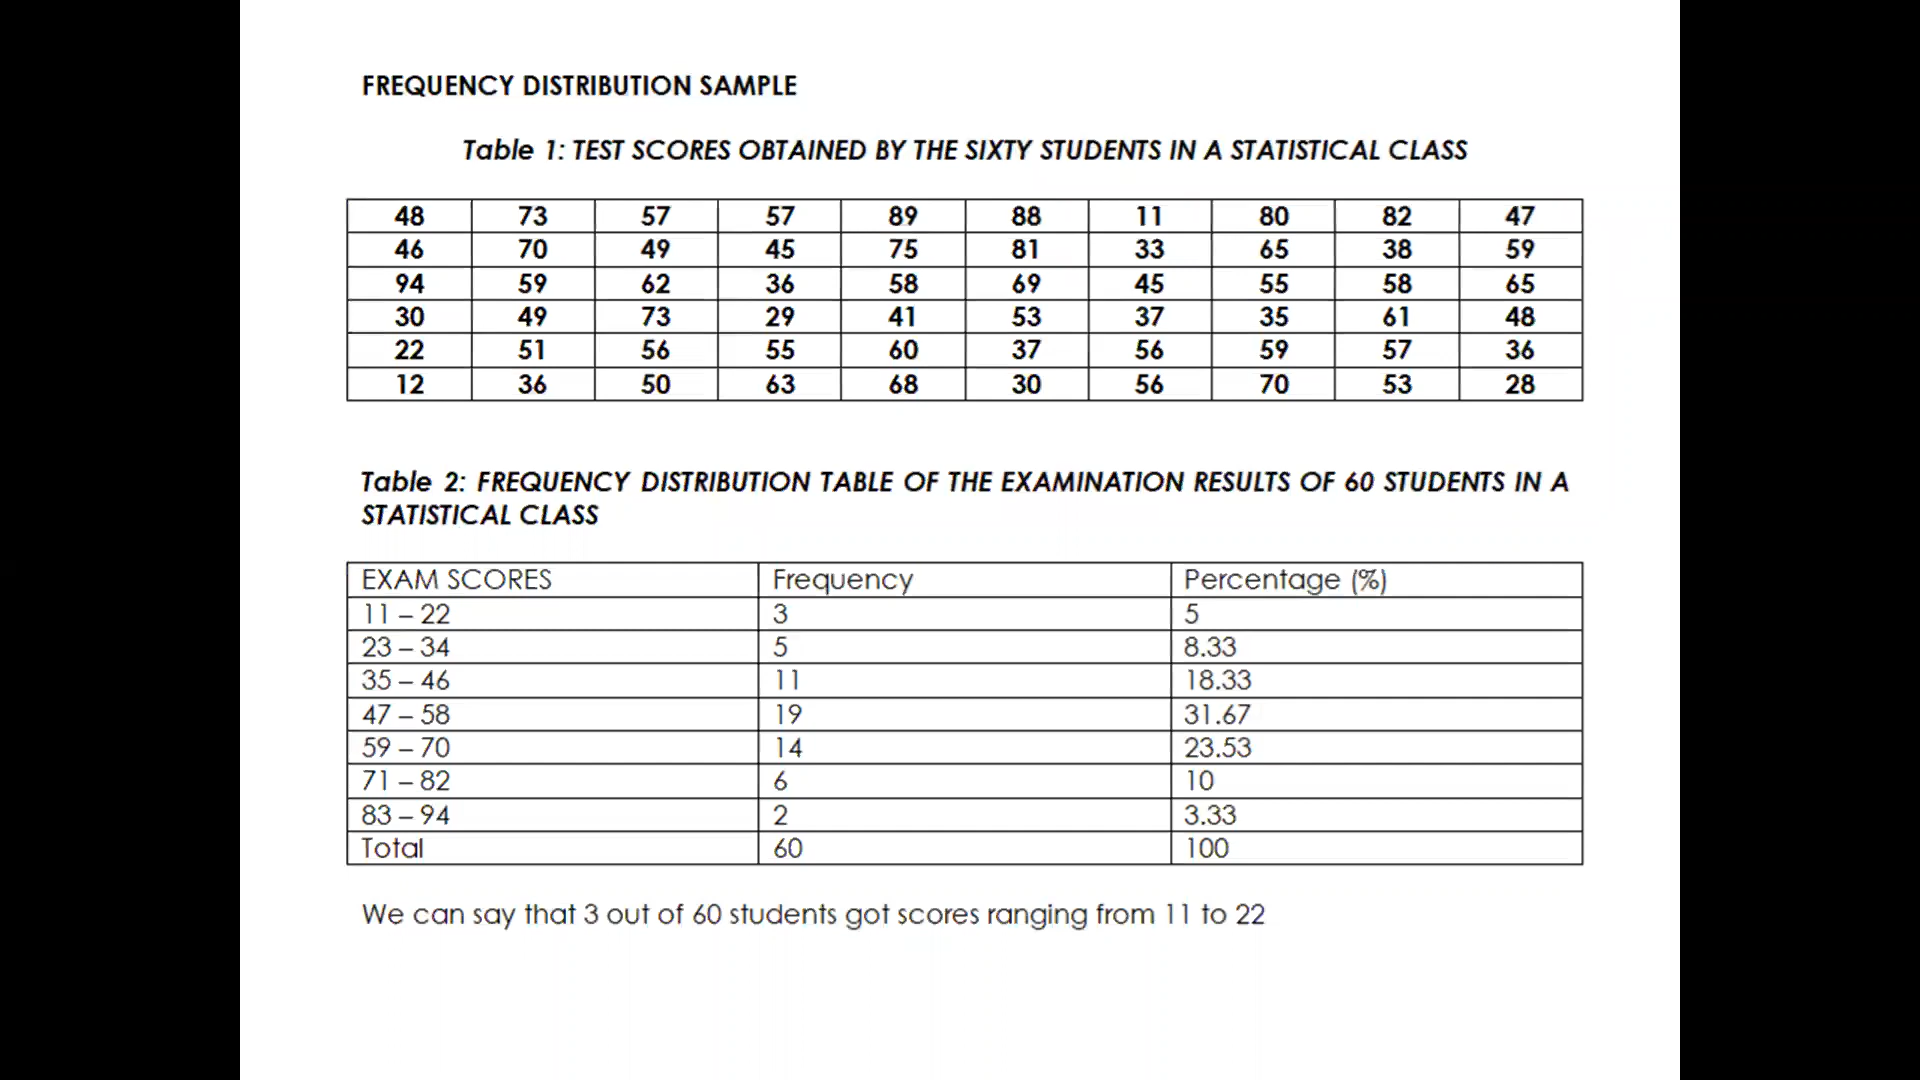 FREQUENCY DISTRIBUTION SAMPLE
Table 1: TEST SCORES OBTAINED BY THE SIXTY STUDENTS IN A STATISTICAL CLASS
48 73 57 57 89 88 11 80 82 47
46 70 49 45 75 81 33 65 38 59
94 59 62 36 58 69 45 55 58 65
30 49 73 29 41 53 37 35 61 48
22 51 56 55 60 37 56 59 57 36
12 36 50 63 68 30 56 70 53 28
Table 2: FREQUENCY DISTRIBUTION TABLE OF THE EXAMINATION RESULTS OF 60 STUDENTS IN A
STATISTICAL CLASS
EXAM SCORES Frequency Percentage (%)
11 – 22 3 5
23 – 34 5 8.33
35 – 46 11 18.33
47 – 58 19 31.67
59 – 70 14 23.53
71 – 82 6 10
83 – 94 2 3.33
Total 60 100
We can say that 3 out of 60 students got scores ranging from 11 to 22